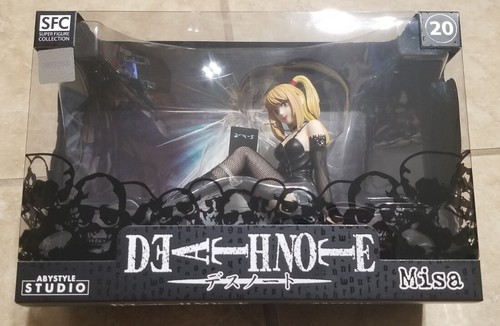 SFC
SUPER FIGURE
COLLECTION
20
DEATH NOTE
デスノート
ABYSTYLE
STUDIO
Misa